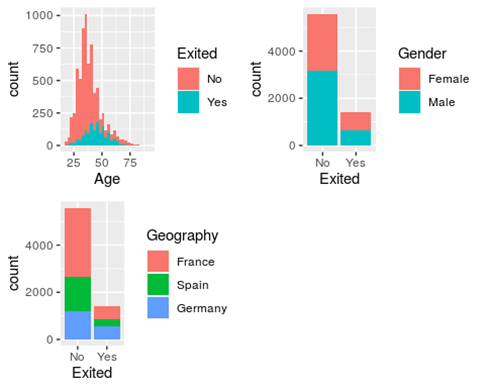 1000
750
500
250
0
count
25 50 75
Age
Exited
No
Yes
4000
2000
0
count
No Yes
Exited
Gender
Female
Male
4000
2000
0
count
No Yes
Exited
Geography
France
Spain
Germany